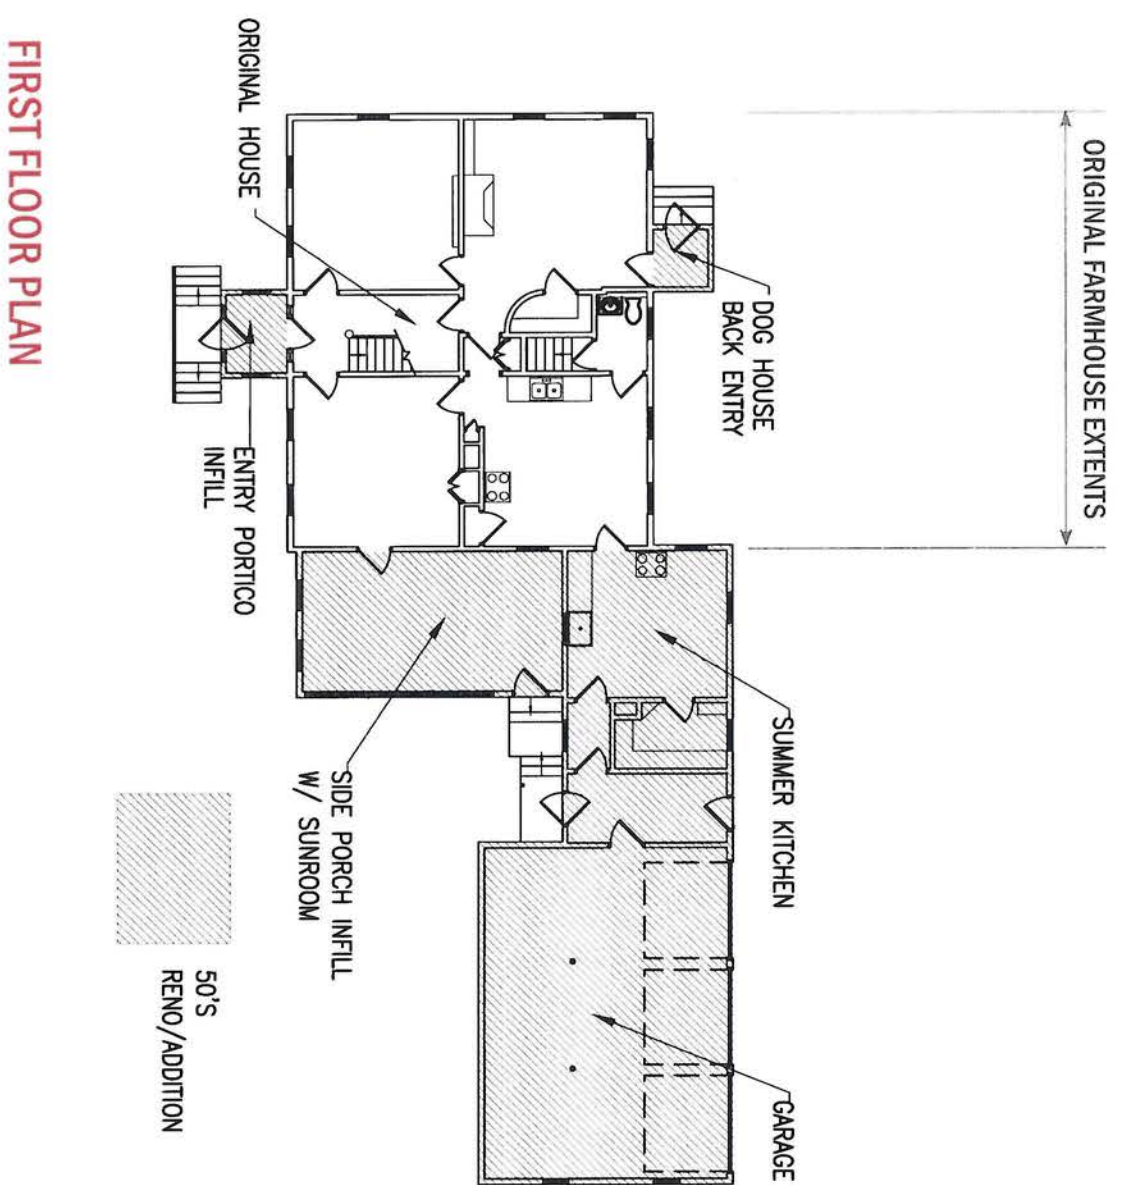 ORIGINAL FARMHOUSE EXTENTS
DOG HOUSE
BACK ENTRY
SUMMER KITCHEN
GARAGE
ORIGINAL HOUSE
ENTRY PORTICO
INFILL
SIDE PORCH INFILL
W/ SUNROOM
50'S
RENO/ADDITION
FIRST FLOOR PLAN